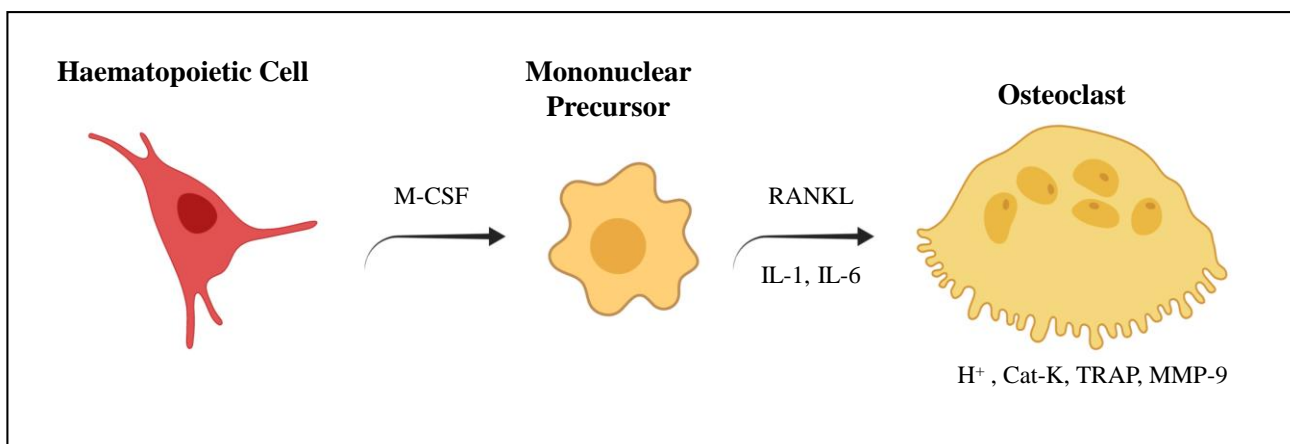 Haematopoietic Cell
Mononuclear
Precursor
Osteoclast
M-CSF
RANKL
IL-1, IL-6
H⁺ , Cat-K, TRAP, MMP-9